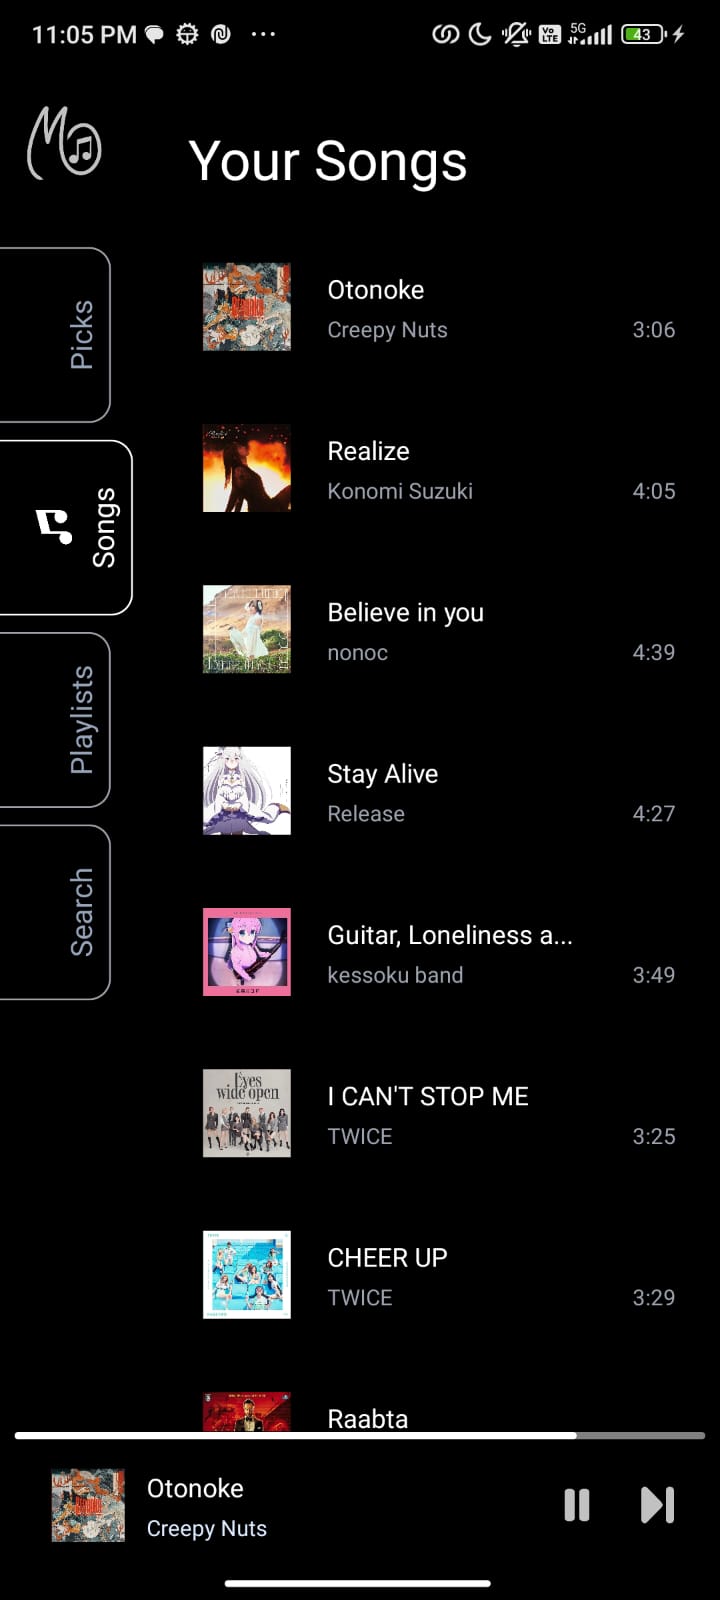 11:05 PM
Vo LTE 5G 43
Your Songs
Picks
Songs
Playlists
Search
Otonoke
Creepy Nuts 3:06
Realize
Konomi Suzuki 4:05
Believe in you
nonoc 4:39
Stay Alive
Release 4:27
Guitar, Loneliness a...
kessoku band 3:49
Eyes
wide open
I CAN'T STOP ME
TWICE 3:25
CHEER UP
TWICE 3:29
Raabta
Otonoke
Creepy Nuts